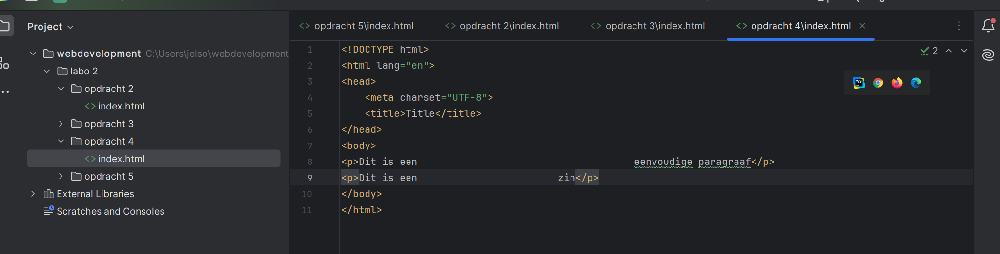 Project
webdevelopment C:\Users\jelso\webdevelopment
labo 2
opdracht 2
<> index.html
opdracht 3
opdracht 4
<> index.html
opdracht 5
External Libraries
Scratches and Consoles
<> opdracht 5\index.html <> opdracht 2\index.html <> opdracht 3\index.html <> opdracht 4\index.html ×
2
WS
1 <!DOCTYPE html>
2 <html lang="en">
3 <head>
4     <meta charset="UTF-8">
5     <title>Title</title>
6 </head>
7 <body>
8 <p>Dit is een                                     eenvoudige paragraaf</p>
9 <p>Dit is een                        zin</p>
10 </body>
11 </html>